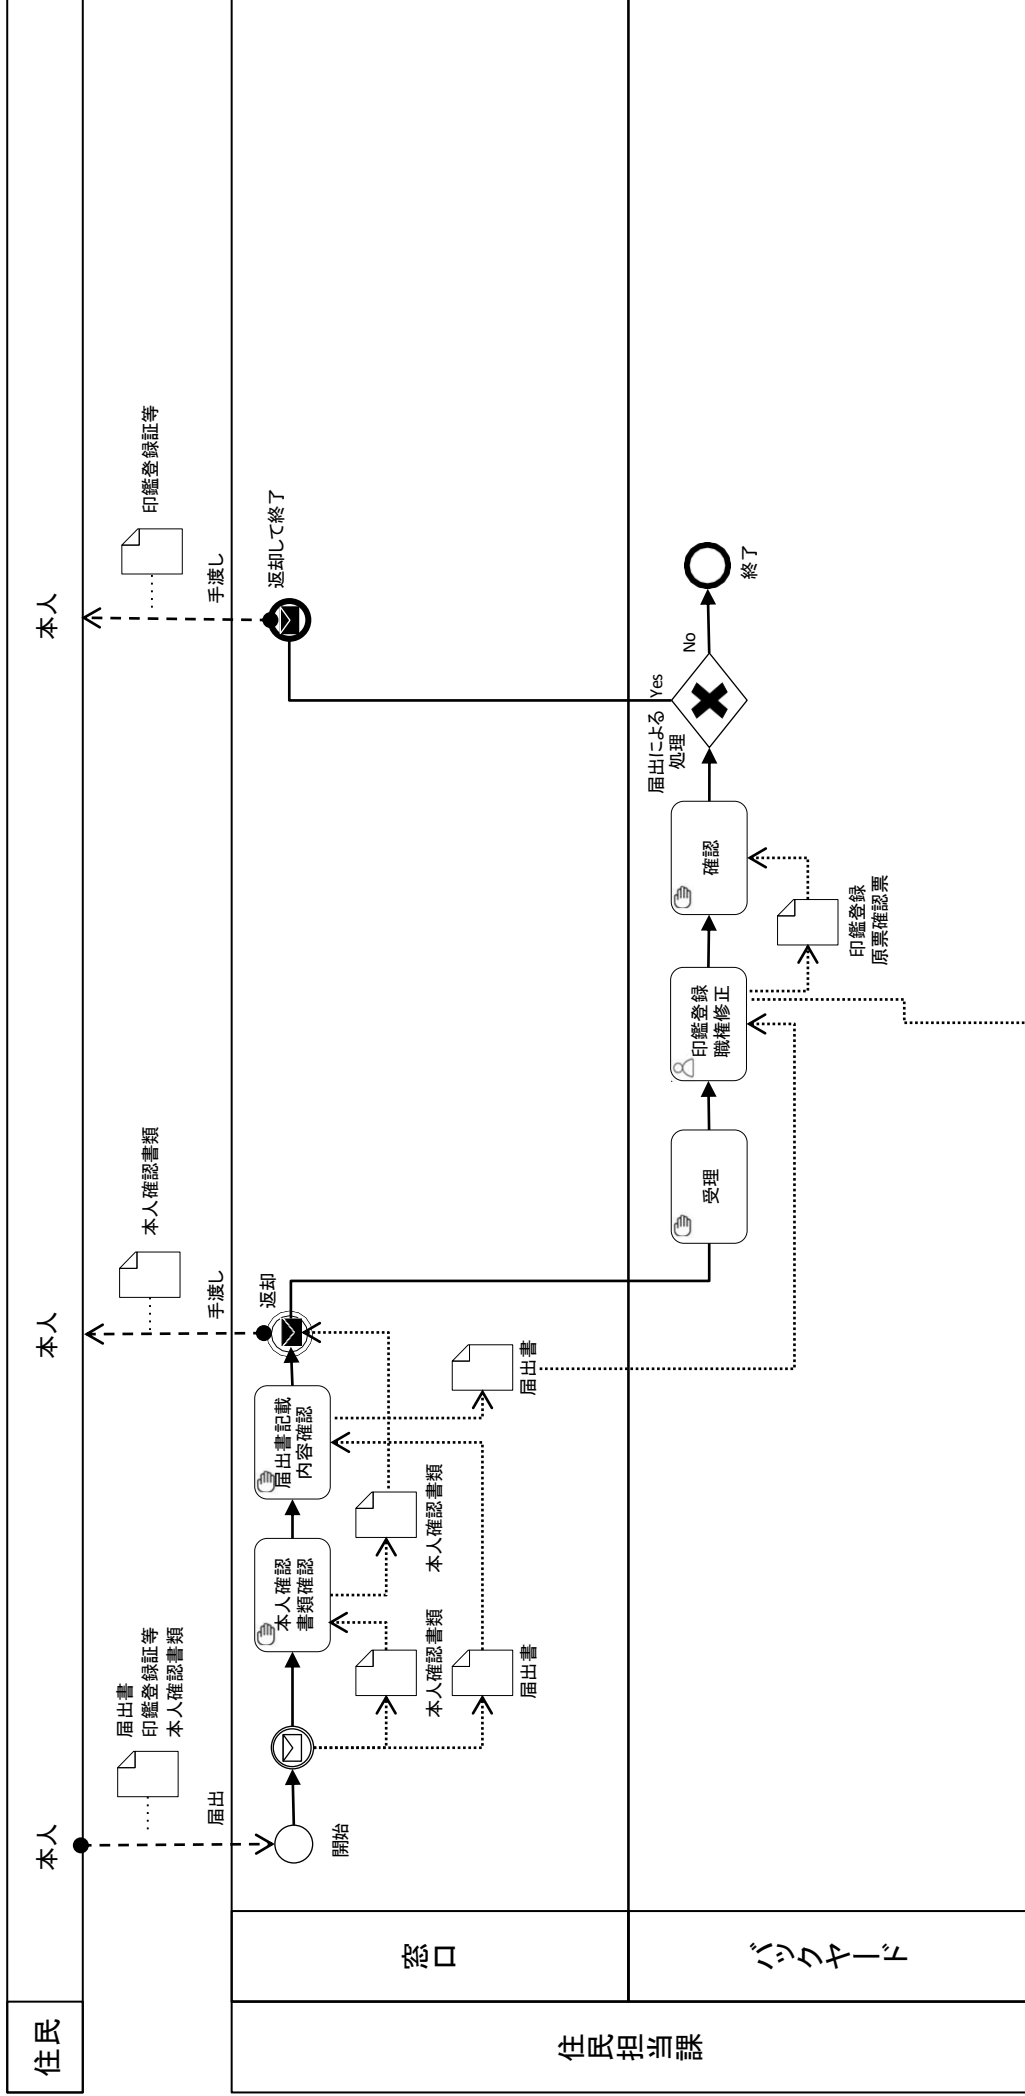 住民
本人
本人
本人
届出書
印鑑登録証等
本人確認書類
届出
本人確認書類
手渡し
印鑑登録証等
手渡し
住民担当課
窓口
開始
本人確認
書類確認
届出書記載
内容確認
返却
返却して終了
本人確認書類
届出書
本人確認書類
届出書
バックヤード
受理
印鑑登録
職権修正
確認
届出による
処理
Yes
No
終了
印鑑登録
原票確認票